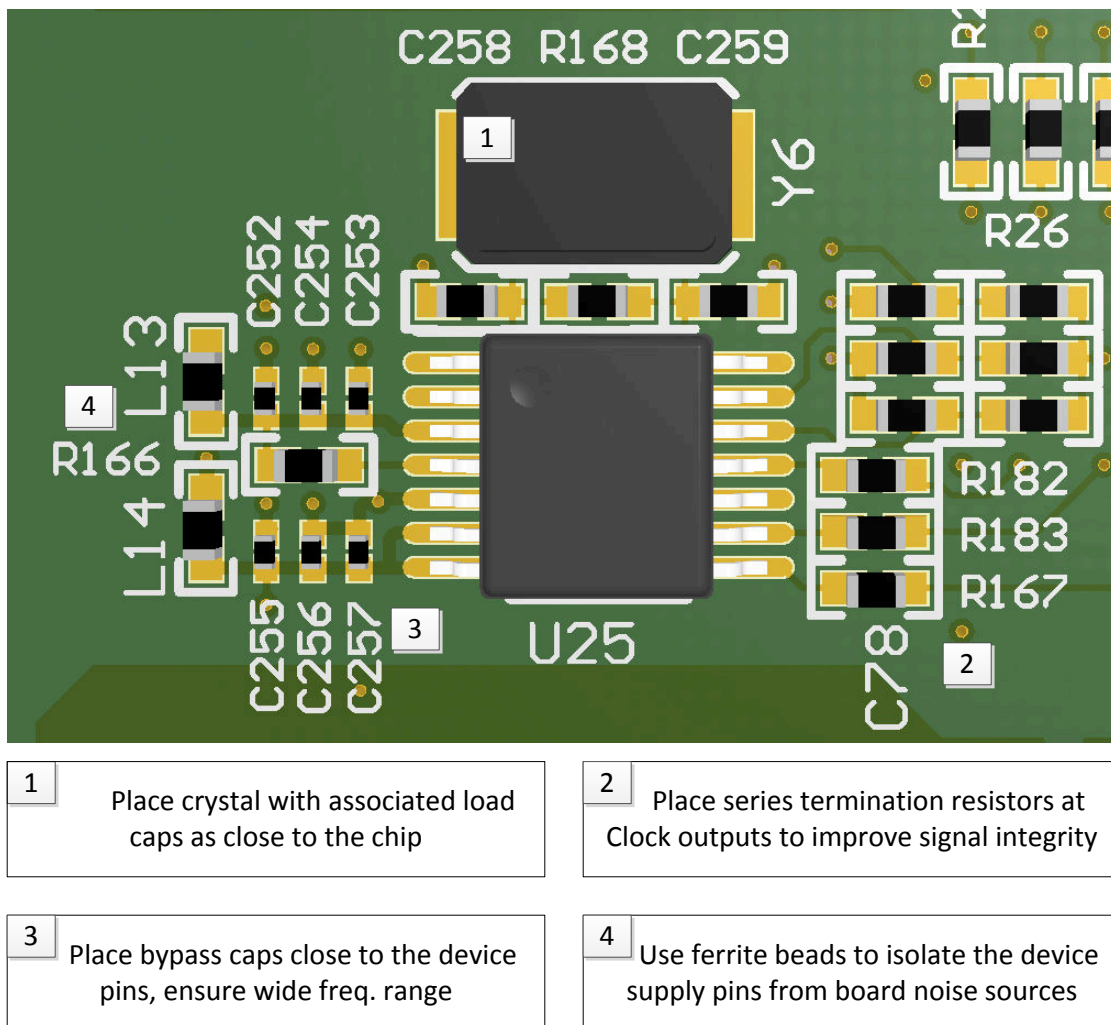 C258 R168 C259
1
Y6
R26
C252
C254
C253
L13
4
R166
L14
C255
C256
C257
3
U25
R182
R183
R167
C78
2
1
Place crystal with associated load
caps as close to the chip
2
Place series termination resistors at
Clock outputs to improve signal integrity
3
Place bypass caps close to the device
pins, ensure wide freq. range
4
Use ferrite beads to isolate the device
supply pins from board noise sources